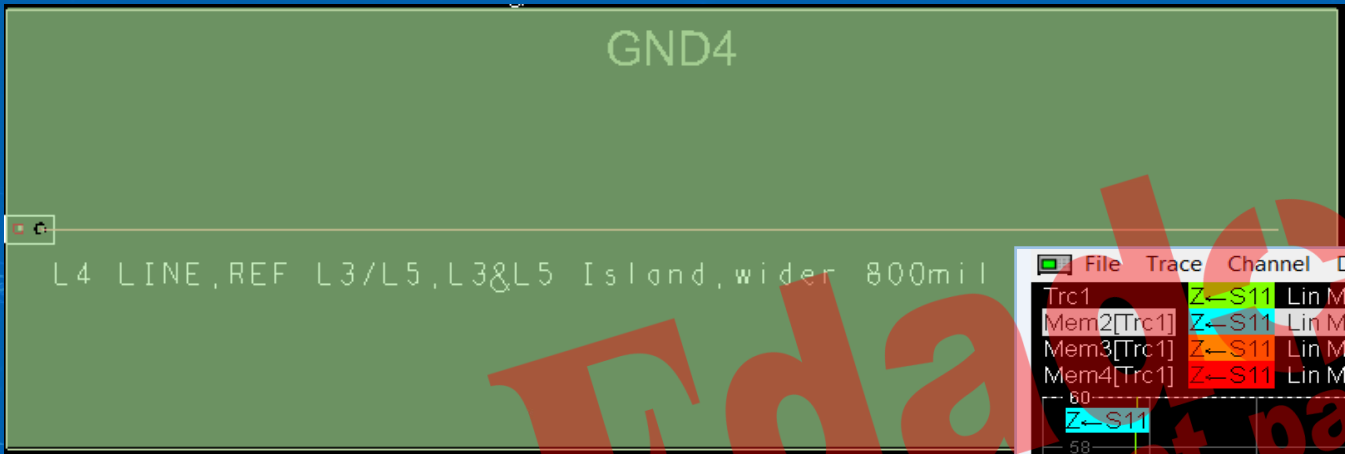 GND4
L4 LINE,REF L3/L5,L3&L5 Island,wider 800mil
File Trace Channel
Trc1 Z←S11 Lin M
Mem2[Trc1] Z←S11 Lin M
Mem3[Trc1] Z←S11 Lin M
Mem4[Trc1] Z←S11 Lin M
60
Z←S11
58